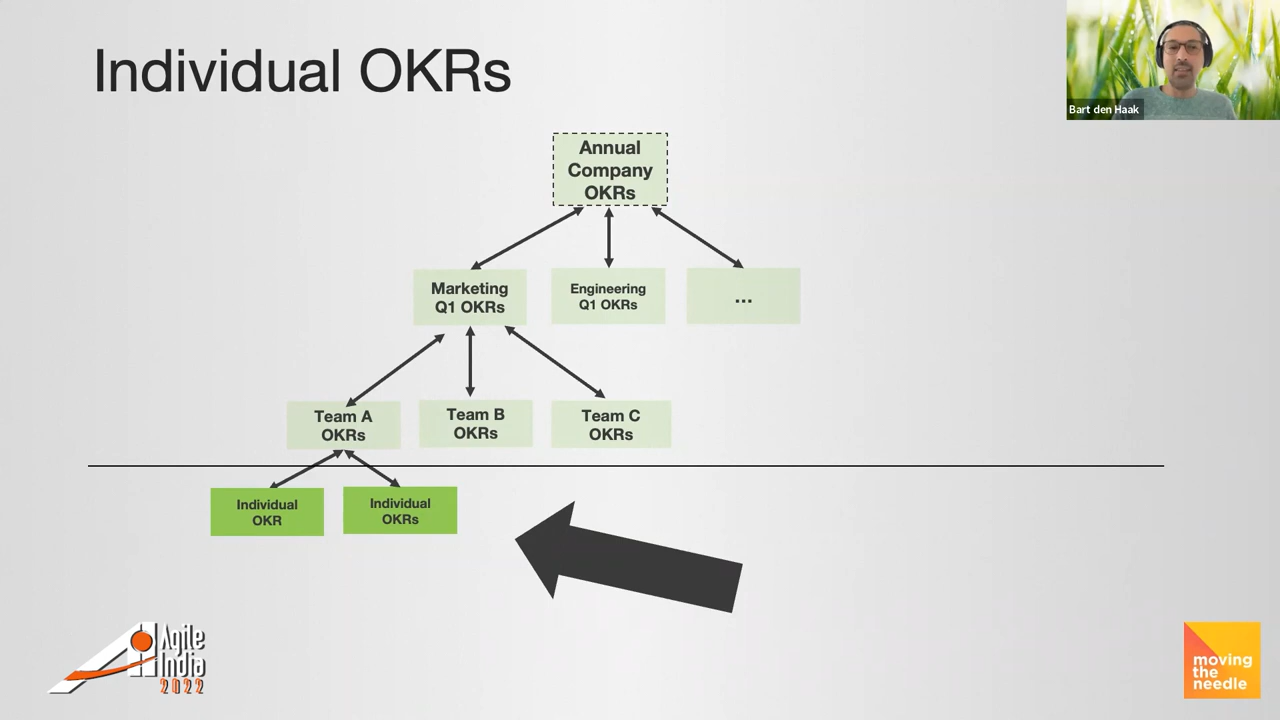 Individual OKRs
Bart den Haak
Annual
Company
OKRs
Marketing
Q1 OKRs
Engineering
Q1 OKRs
...
Team A
OKRs
Team B
OKRs
Team C
OKRs
Individual
OKR
Individual
OKRs
Agile
India
2022
moving
the
needle